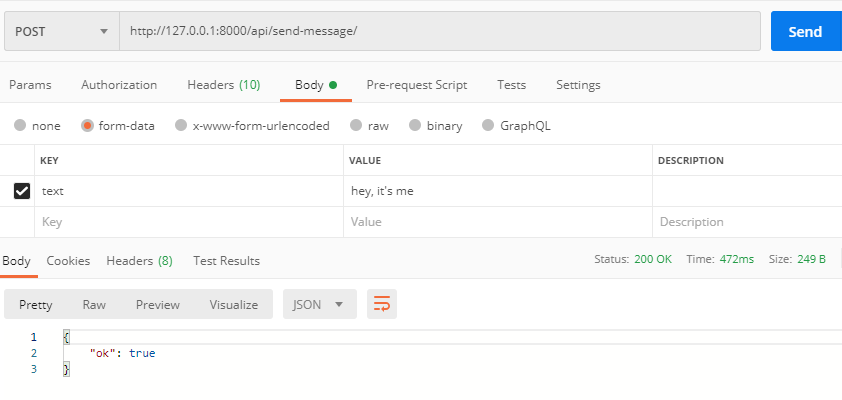 POST http://127.0.0.1:8000/api/send-message/ Send
Params Authorization Headers (10) Body Pre-request Script Tests Settings
none form-data x-www-form-urlencoded raw binary GraphQL
KEY VALUE DESCRIPTION
text hey, it's me
Key Value Description
Body Cookies Headers (8) Test Results Status: 200 OK Time: 472ms Size: 249 B
Pretty Raw Preview Visualize JSON
1 {
2 "ok": true
3 }